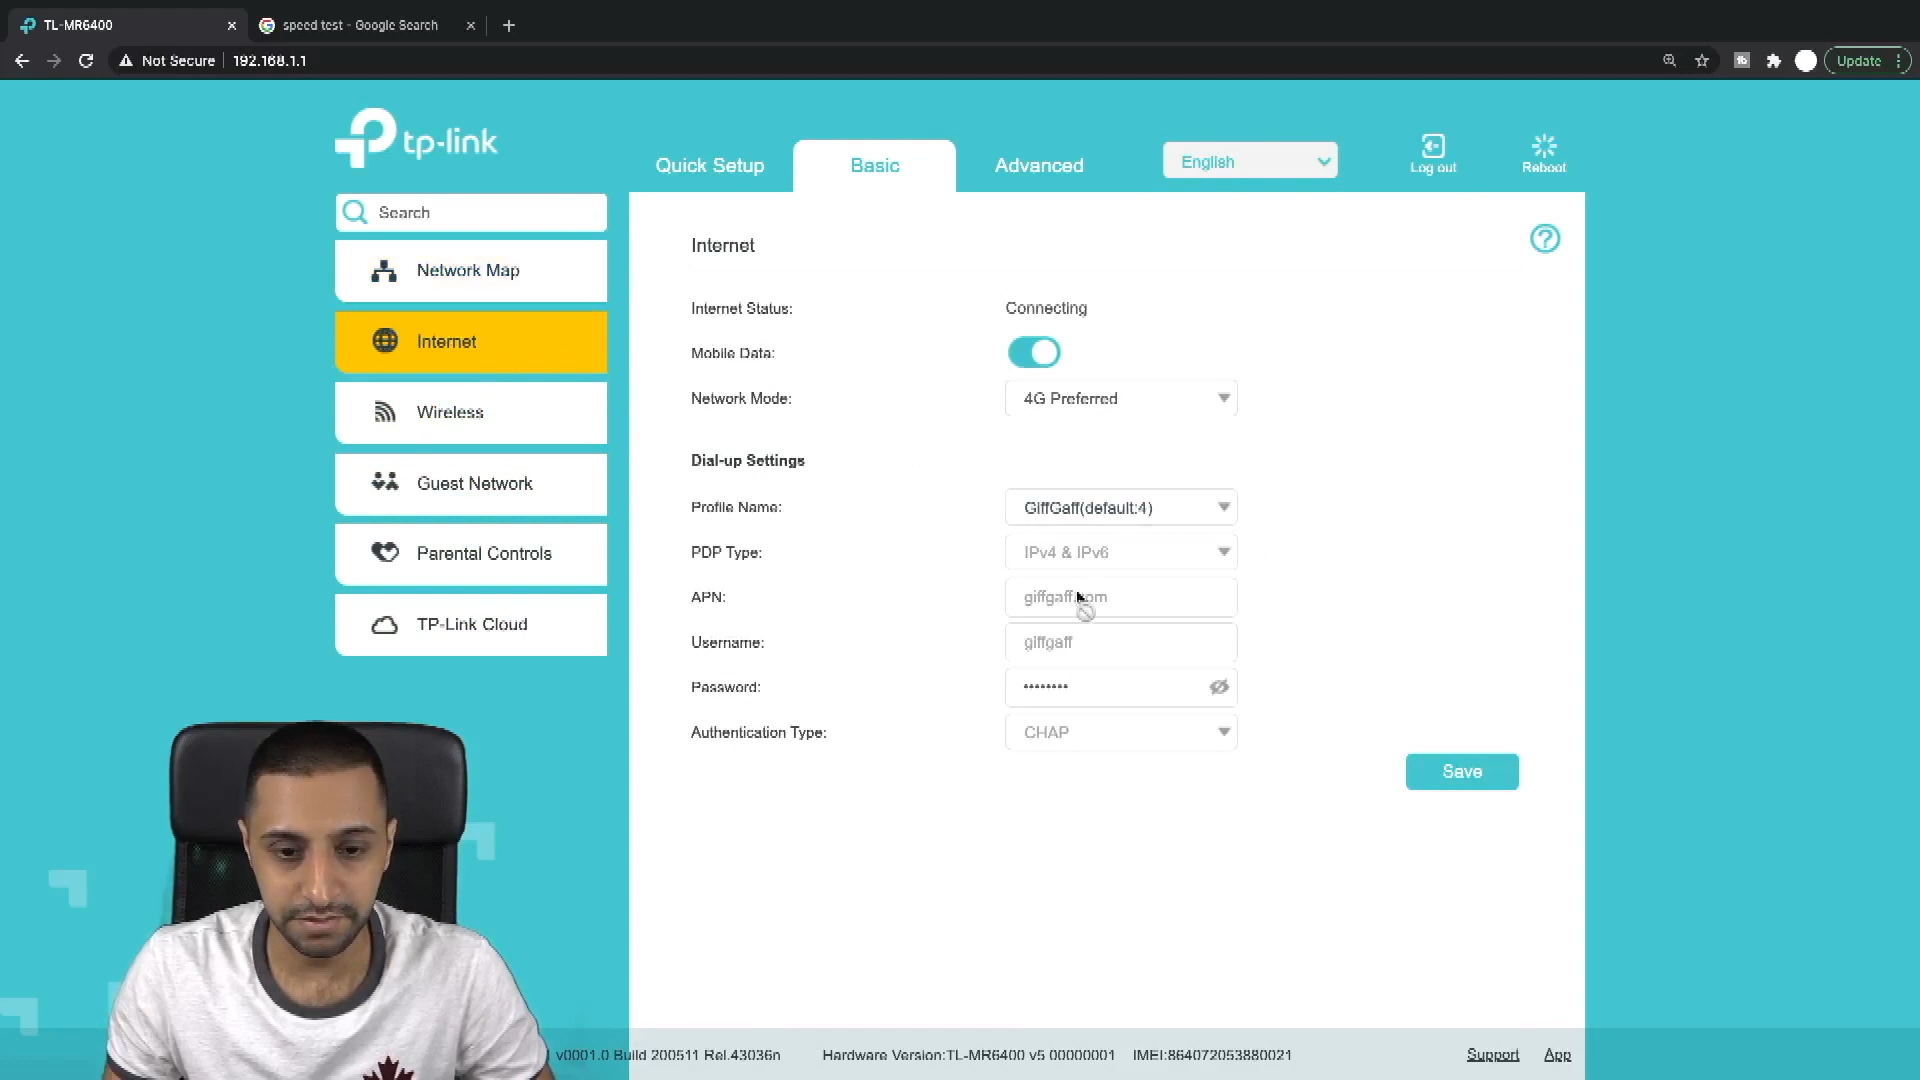 TL-MR6400
speed test - Google Search
Not Secure
192.168.1.1
Update
tp-link
Quick Setup
Basic
Advanced
English
Log out
Reboot
Search
Network Map
Internet
Wireless
Guest Network
Parental Controls
TP-Link Cloud
Internet
Internet Status: Connecting
Mobile Data:
Network Mode: 4G Preferred
Dial-up Settings
Profile Name: GiffGaff(default:4)
PDP Type: IPv4 & IPv6
APN: giffgaff.com
Username: giffgaff
Password: ••••••••
Authentication Type: CHAP
Save
v0001.0 Build 200511 Rel.43036n
Hardware Version:TL-MR6400 v5 00000001
IMEI:864072053880021
Support
App